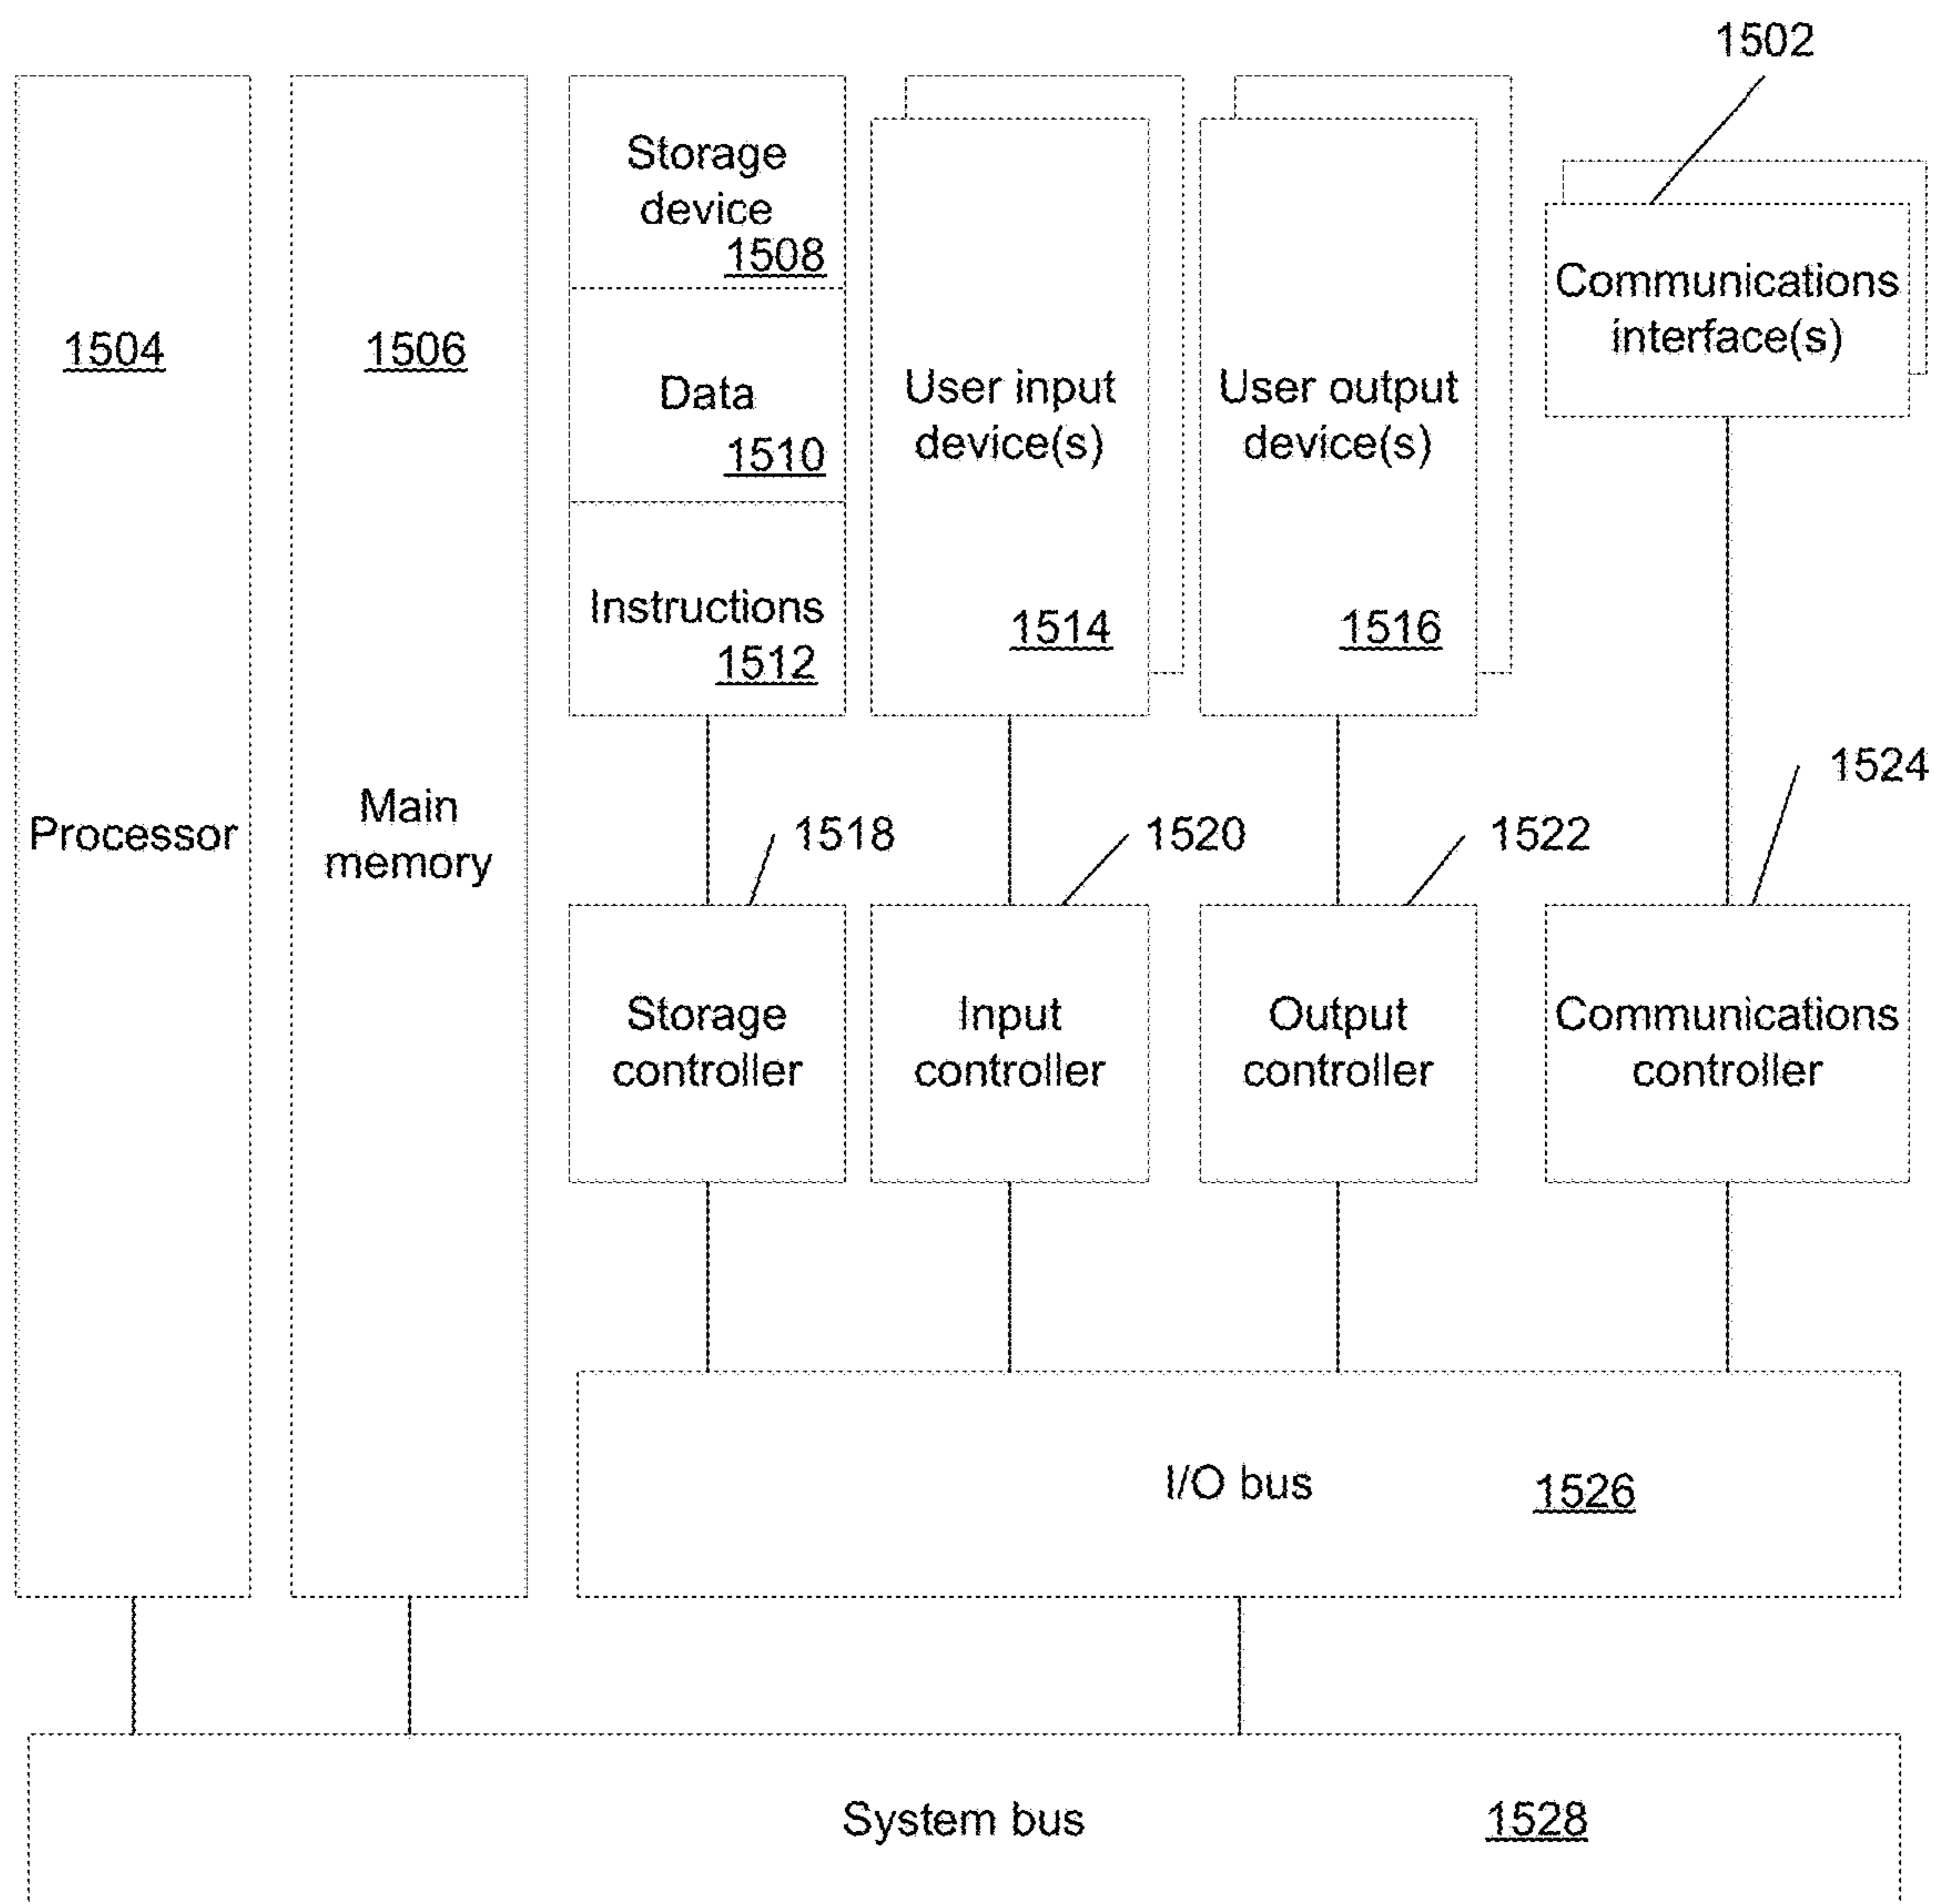 1502
1504
Processor
1506
Main
memory
Storage
device
1508
Data
1510
Instructions
1512
User input
device(s)
1514
User output
device(s)
1516
Communications
interface(s)
1518
1520
1522
1524
Storage
controller
Input
controller
Output
controller
Communications
controller
I/O bus
1526
System bus
1528